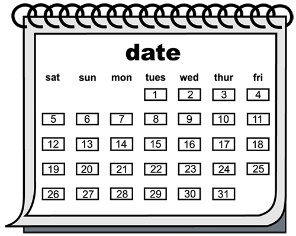 date
sat sun mon tues wed thur fri
1 2 3 4
5 6 7 8 9 10 11
12 13 14 15 16 17 18
19 20 21 22 23 24 25
26 27 28 29 30 31